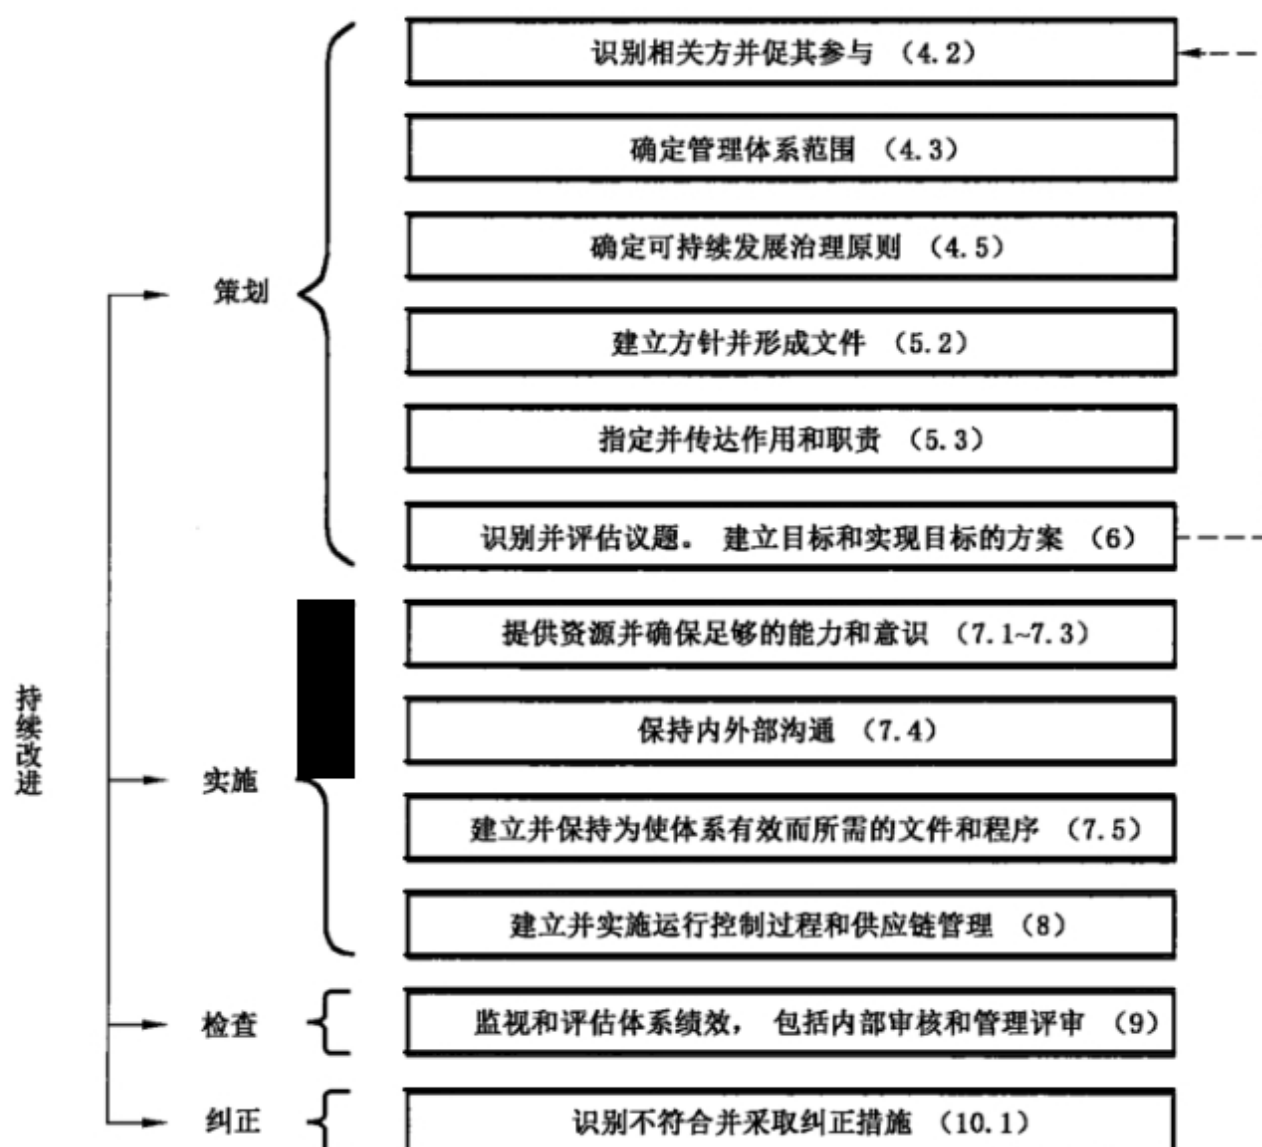 识别相关方并促其参与 （4.2）
确定管理体系范围 （4.3）
确定可持续发展治理原则 （4.5）
策划
建立方针并形成文件 （5.2）
指定并传达作用和职责 （5.3）
识别并评估议题。 建立目标和实现目标的方案 （6）
提供资源并确保足够的能力和意识 （7.1~7.3）
持续改进
保持内外部沟通 （7.4）
实施
建立并保持为使体系有效而所需的文件和程序 （7.5）
建立并实施运行控制过程和供应链管理 （8）
检查
监视和评估体系绩效， 包括内部审核和管理评审 （9）
纠正
识别不符合并采取纠正措施 （10.1）